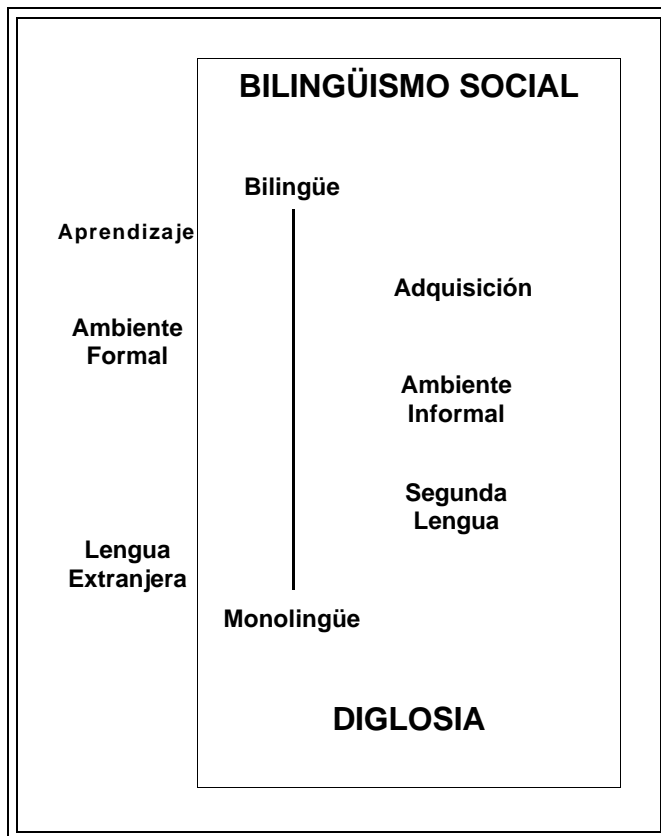 BILINGÜISMO SOCIAL
Bilingüe
Aprendizaje
Adquisición
Ambiente
Formal
Ambiente
Informal
Segunda
Lengua
Lengua
Extranjera
Monolingüe
DIGLOSIA